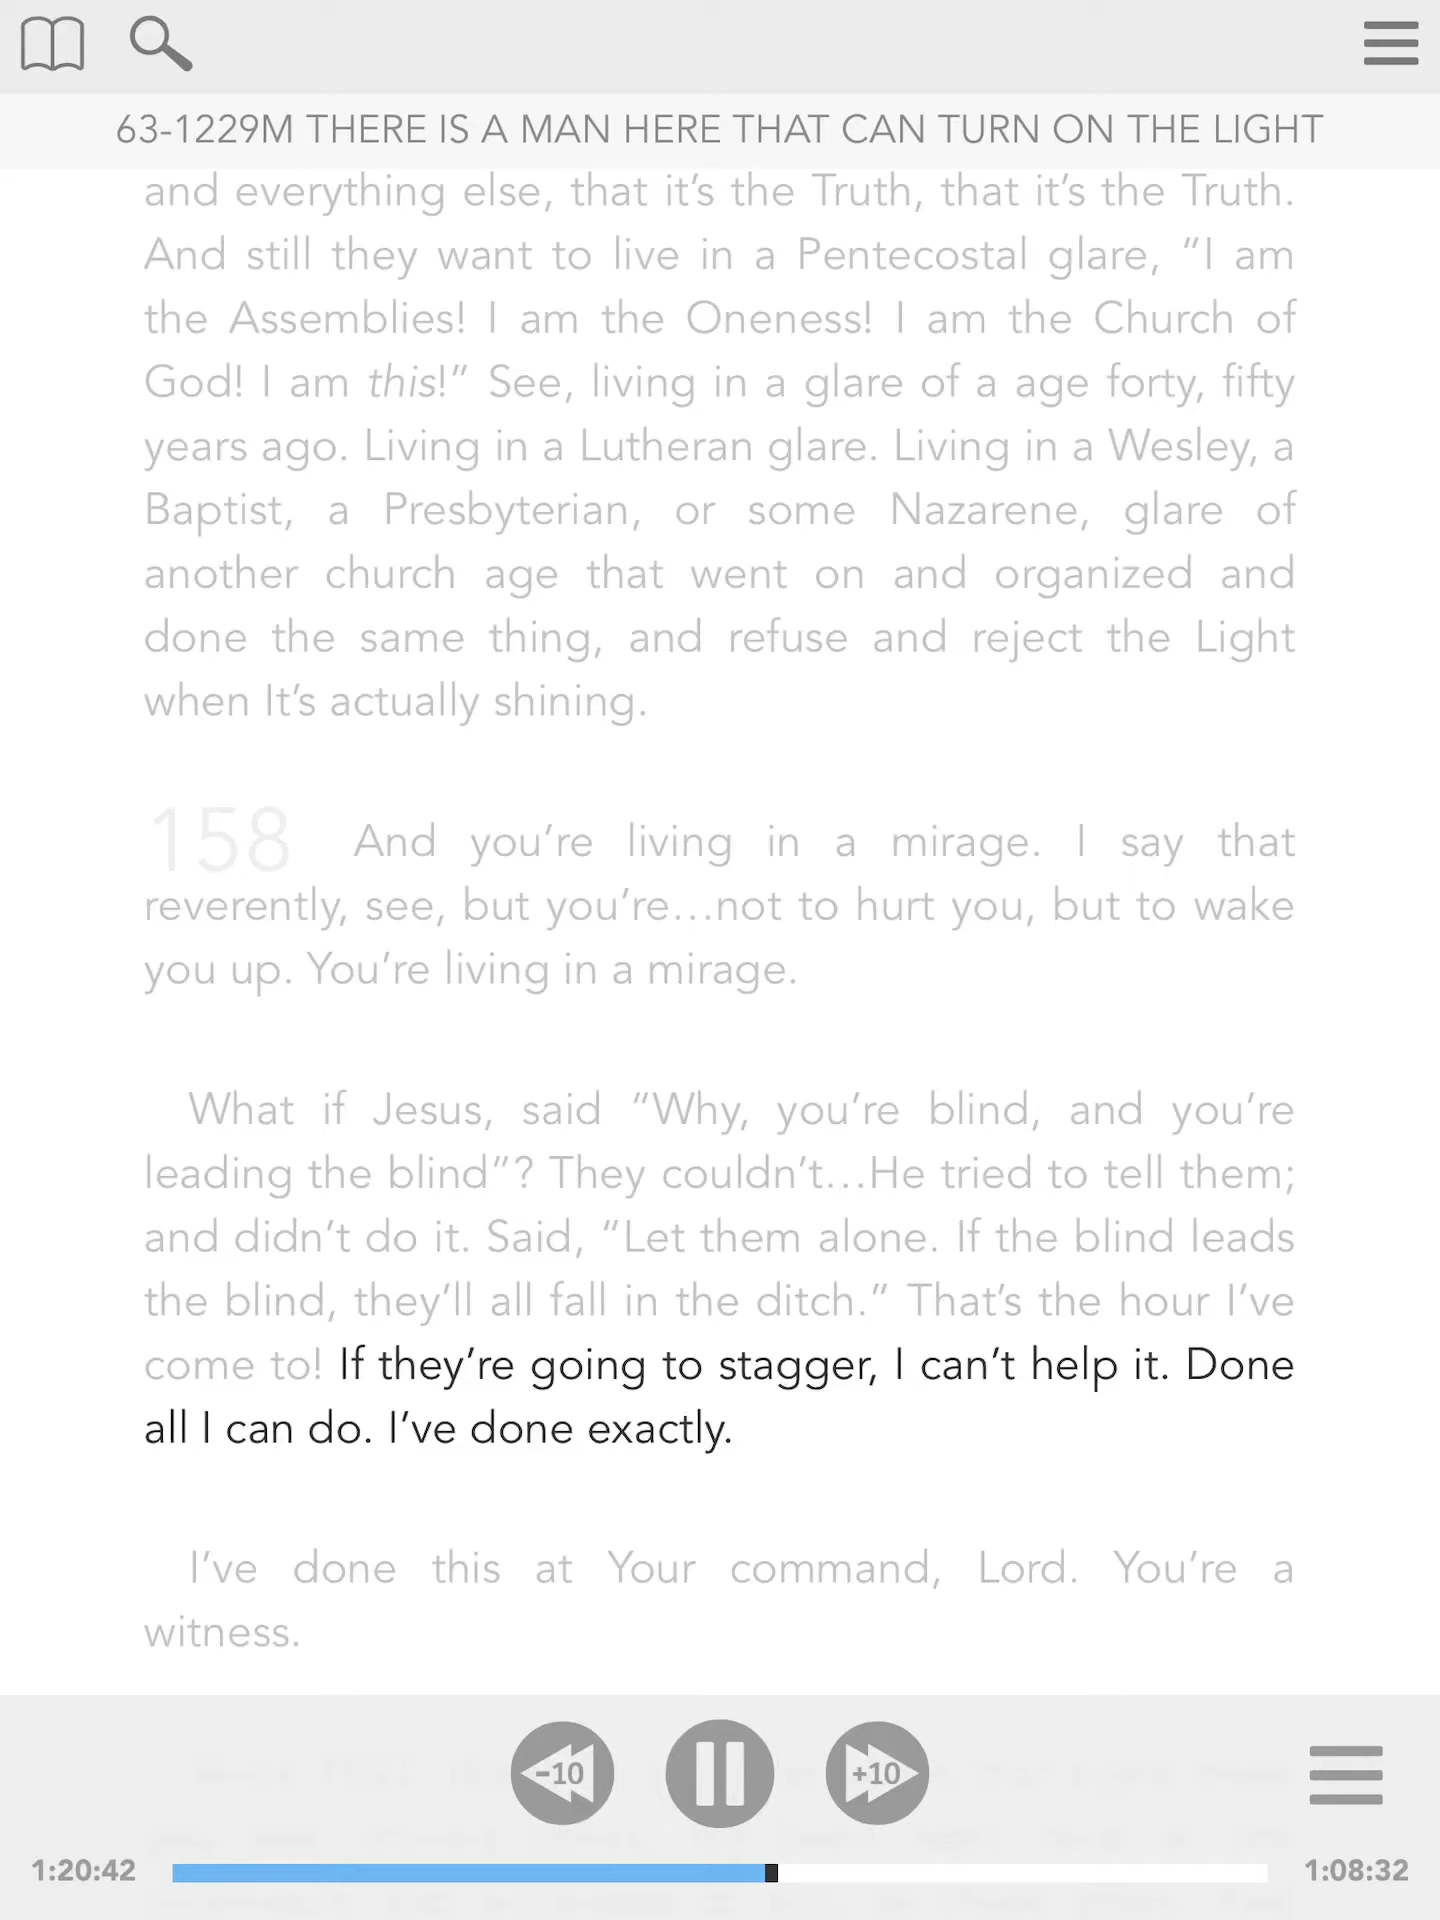 63-1229M THERE IS A MAN HERE THAT CAN TURN ON THE LIGHT
and everything else, that it’s the Truth, that it’s the Truth.
And still they want to live in a Pentecostal glare, “I am
the Assemblies! I am the Oneness! I am the Church of
God! I am this!” See, living in a glare of a age forty, fifty
years ago. Living in a Lutheran glare. Living in a Wesley, a
Baptist, a Presbyterian, or some Nazarene, glare of
another church age that went on and organized and
done the same thing, and refuse and reject the Light
when It’s actually shining.
158 And you’re living in a mirage. I say that
reverently, see, but you’re…not to hurt you, but to wake
you up. You’re living in a mirage.
What if Jesus, said “Why, you’re blind, and you’re
leading the blind”? They couldn’t…He tried to tell them;
and didn’t do it. Said, “Let them alone. If the blind leads
the blind, they’ll all fall in the ditch.” That’s the hour I’ve
come to! If they’re going to stagger, I can’t help it. Done
all I can do. I’ve done exactly.
I’ve done this at Your command, Lord. You’re a
witness.
-10 +10
1:20:42 1:08:32